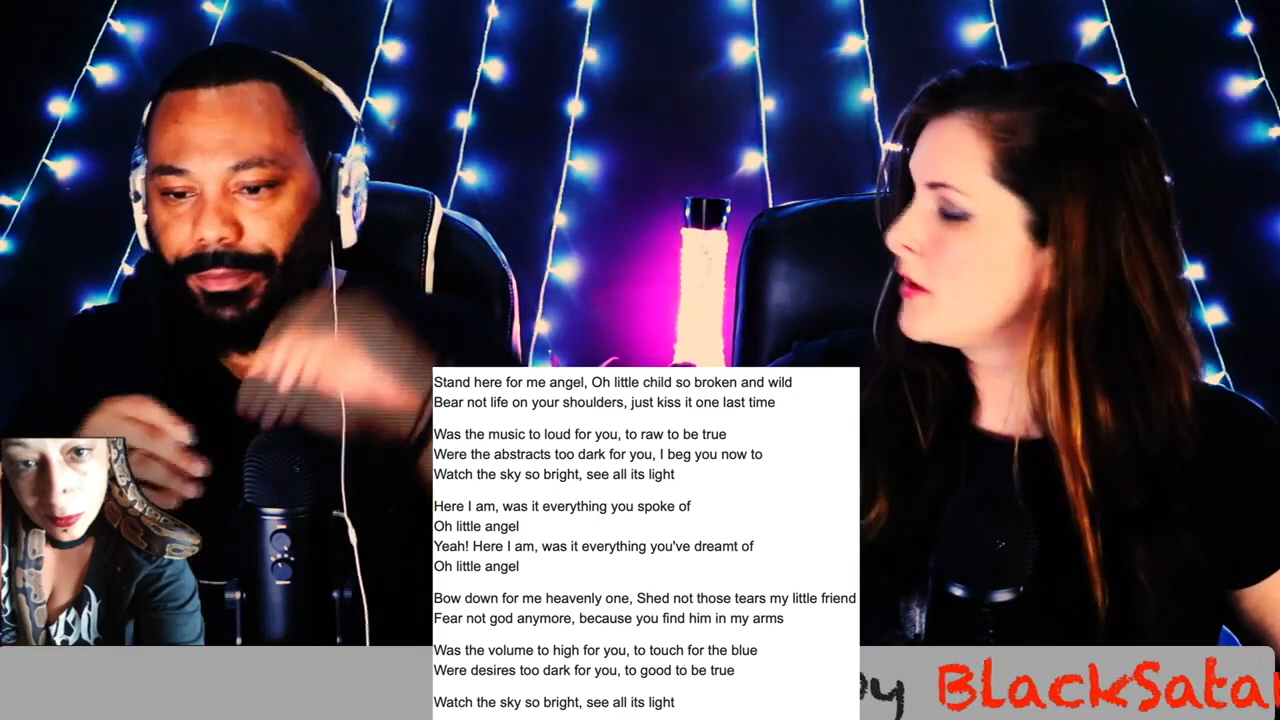 Stand here for me angel, Oh little child so broken and wild
Bear not life on your shoulders, just kiss it one last time
Was the music to loud for you, to raw to be true
Were the abstracts too dark for you, I beg you now to
Watch the sky so bright, see all its light
Here I am, was it everything you spoke of
Oh little angel
Yeah! Here I am, was it everything you've dreamt of
Oh little angel
Bow down for me heavenly one, Shed not those tears my little friend
Fear not god anymore, because you find him in my arms
Was the volume to high for you, to touch for the blue
Were desires too dark for you, to good to be true
Watch the sky so bright, see all its light
by BlackSata